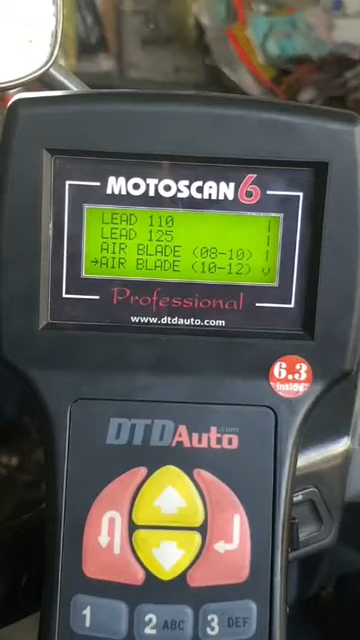 MOTOSCAN 6
LEAD 110
LEAD 125
AIR BLADE (08-10)
→AIR BLADE (10-12) v
Professional
www.dtdauto.com
6.3
inside
DTDAuto.com
1
2 ABC
3 DEF